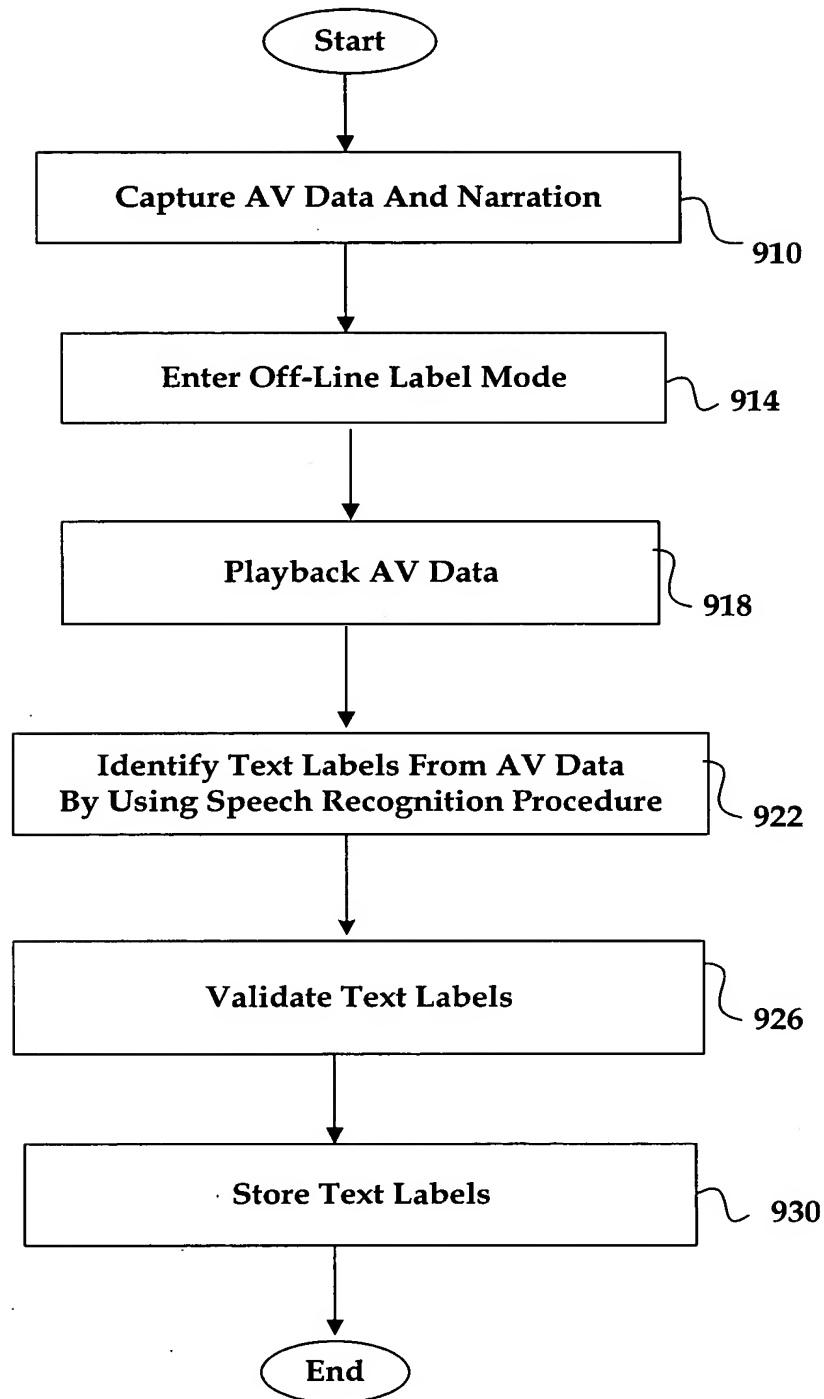 Start
Capture AV Data And Narration
910
Enter Off-Line Label Mode
914
Playback AV Data
918
Identify Text Labels From AV Data
By Using Speech Recognition Procedure
922
Validate Text Labels
926
Store Text Labels
930
End